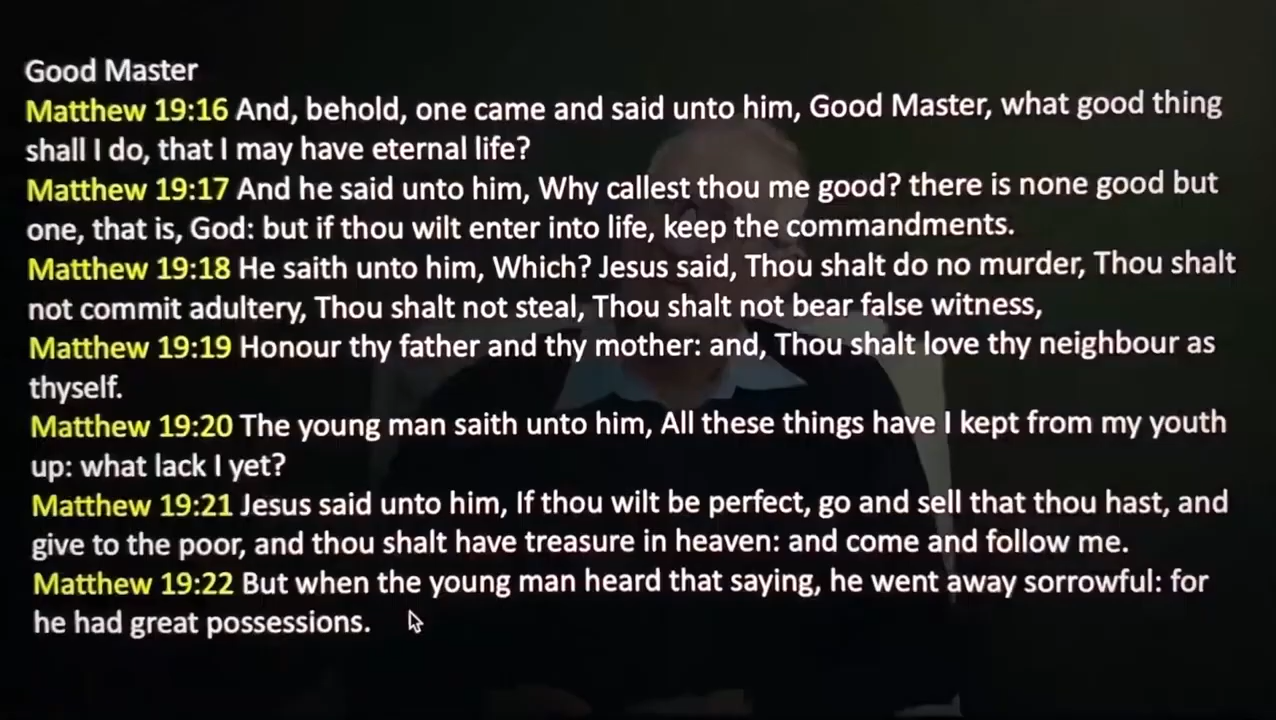 Good Master
Matthew 19:16 And, behold, one came and said unto him, Good Master, what good thing
shall I do, that I may have eternal life?
Matthew 19:17 And he said unto him, Why callest thou me good? there is none good but
one, that is, God: but if thou wilt enter into life, keep the commandments.
Matthew 19:18 He saith unto him, Which? Jesus said, Thou shalt do no murder, Thou shalt
not commit adultery, Thou shalt not steal, Thou shalt not bear false witness,
Matthew 19:19 Honour thy father and thy mother: and, Thou shalt love thy neighbour as
thyself.
Matthew 19:20 The young man saith unto him, All these things have I kept from my youth
up: what lack I yet?
Matthew 19:21 Jesus said unto him, If thou wilt be perfect, go and sell that thou hast, and
give to the poor, and thou shalt have treasure in heaven: and come and follow me.
Matthew 19:22 But when the young man heard that saying, he went away sorrowful: for
he had great possessions.